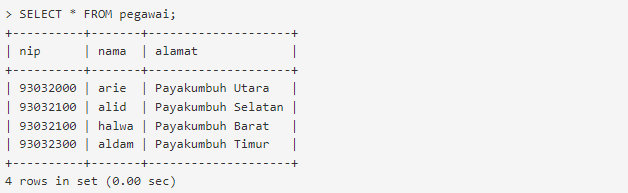 > SELECT * FROM pegawai;
+----------+-------+--------------------+
| nip      | nama  | alamat             |
+----------+-------+--------------------+
| 93032000 | arie  | Payakumbuh Utara   |
| 93032100 | alid  | Payakumbuh Selatan |
| 93032100 | halwa | Payakumbuh Barat   |
| 93032300 | aldam | Payakumbuh Timur   |
+----------+-------+--------------------+
4 rows in set (0.00 sec)